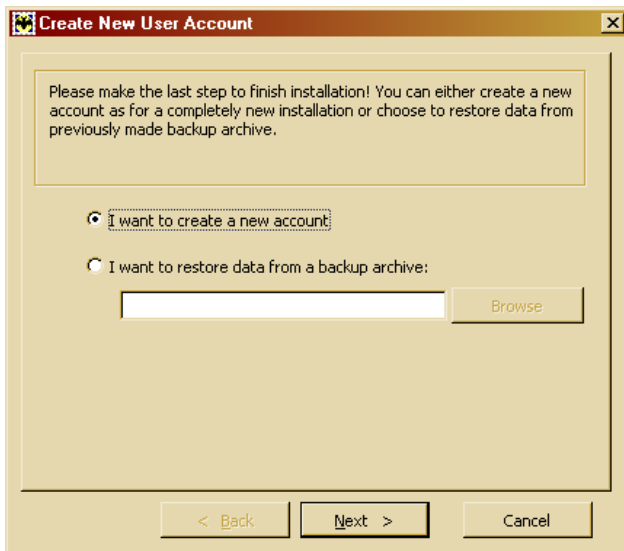 Create New User Account
Please make the last step to finish installation! You can either create a new
account as for a completely new installation or choose to restore data from
previously made backup archive.
I want to create a new account
I want to restore data from a backup archive:
Browse
< Back
Next >
Cancel